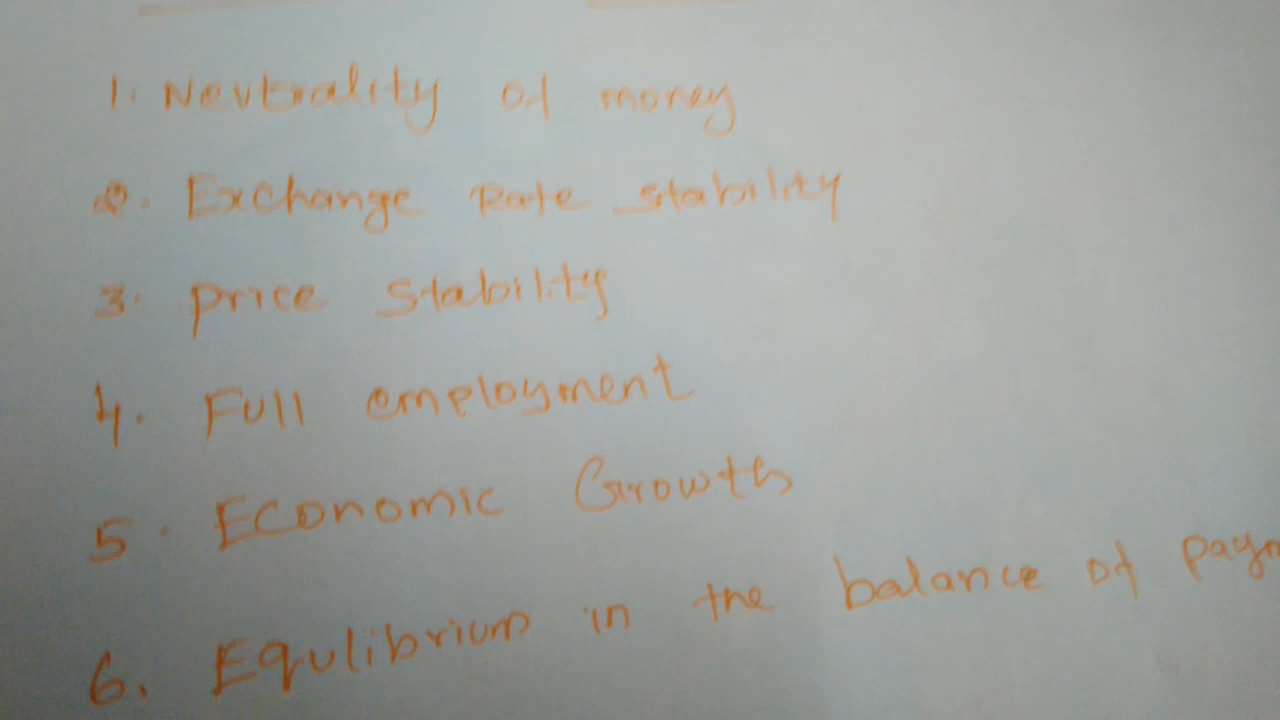 1. Neutrality of money
2. Exchange Rate stability
3. Price Stability
4. Full employment
5. Economic Growth
6. Equlibrium in the balance of paym